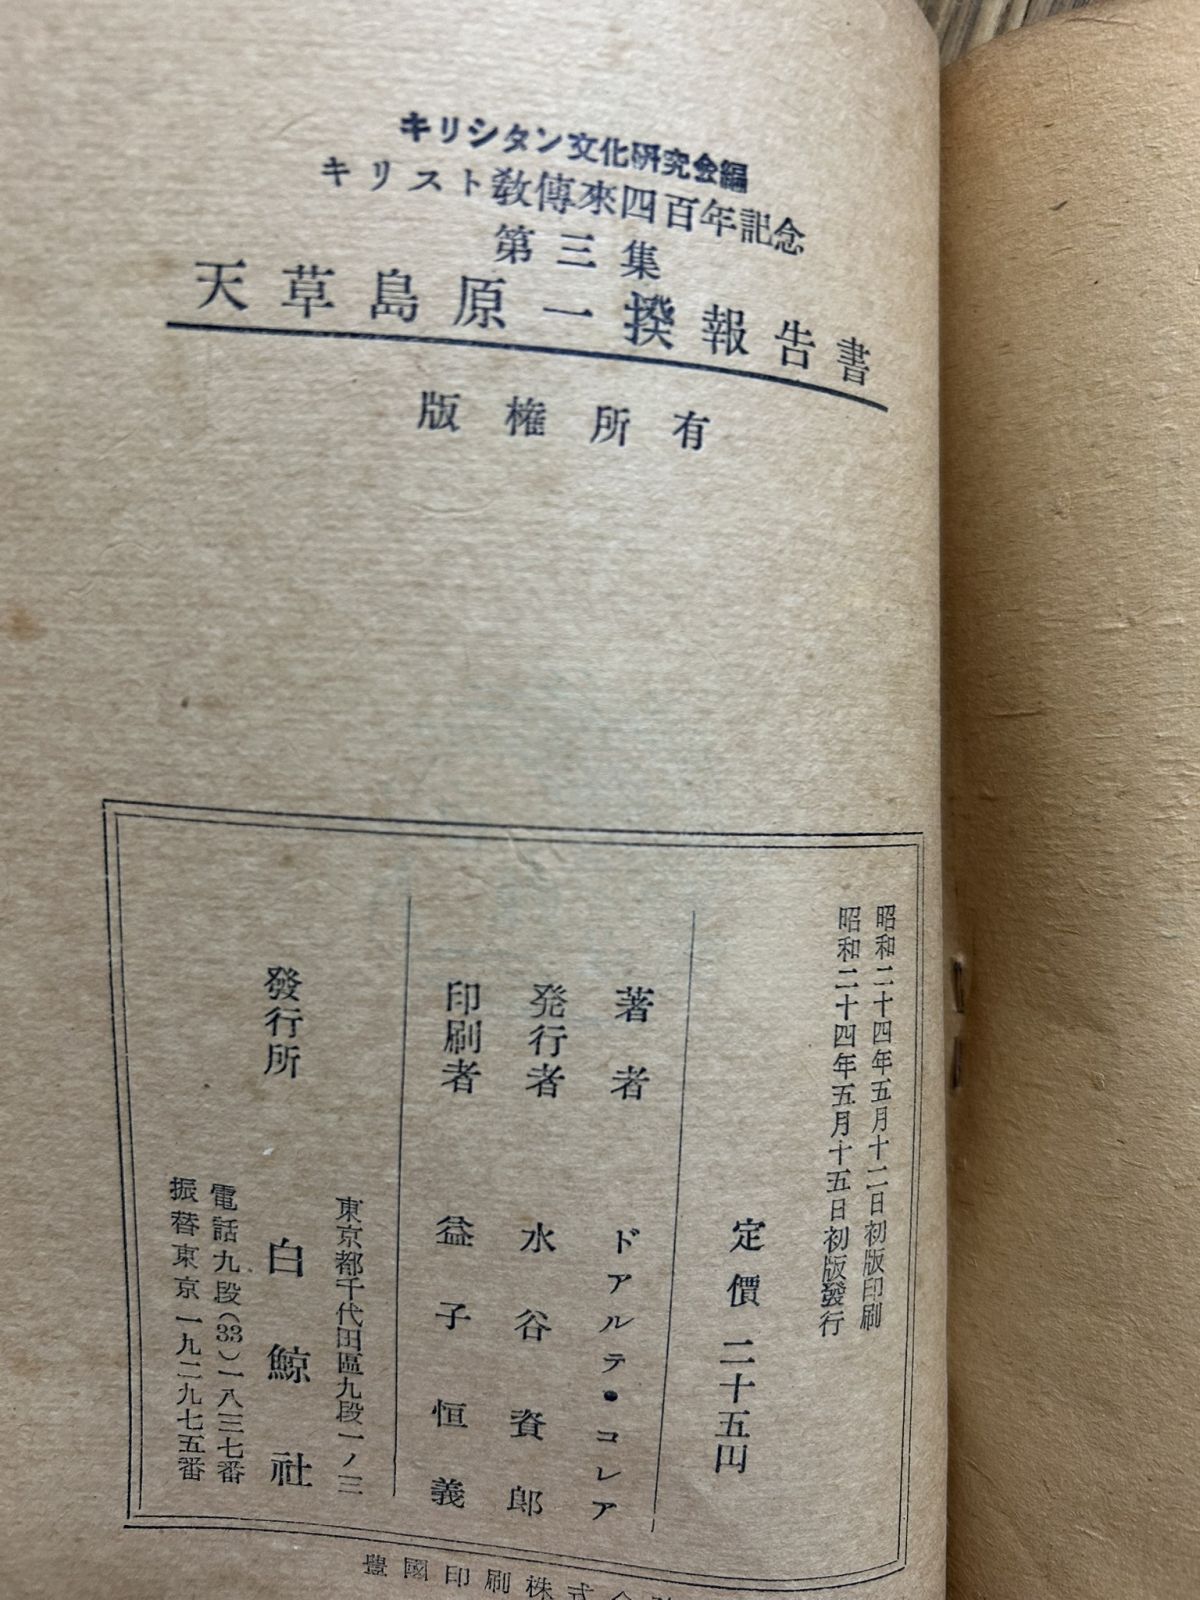 キリシタン文化研究会編
キリスト教傳來四百年記念
第三集
天草島原一揆報告書
版権所有
昭和二十四年五月十二日初版印刷
昭和二十四年五月十五日初版發行
定價 二十五円
著者 ドアルテ・コレア
発行者 水谷資郎
印刷者 益子恒義
東京都千代田區九段一ノ三
發行所 白鯨社
電話九段(33)一八三七番
振替東京一九二九七五番
豊國印刷株式会